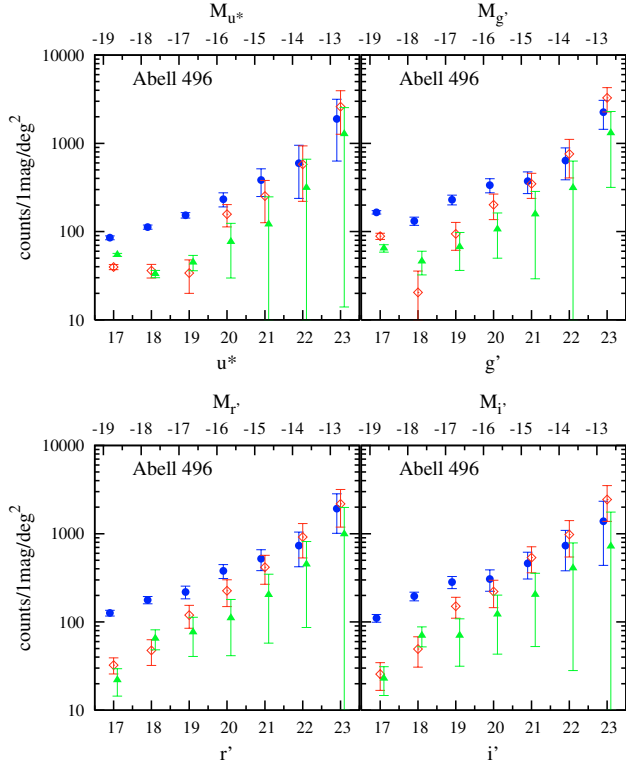 M_{u*} M_{g'}
-19 -18 -17 -16 -15 -14 -13 -19 -18 -17 -16 -15 -14 -13
10000
1000
100
10
counts/1mag/deg^2
Abell 496 Abell 496
17 18 19 20 21 22 23 17 18 19 20 21 22 23
u* g'
M_{r'} M_{i'}
-19 -18 -17 -16 -15 -14 -13 -19 -18 -17 -16 -15 -14 -13
10000
1000
100
10
counts/1mag/deg^2
Abell 496 Abell 496
17 18 19 20 21 22 23 17 18 19 20 21 22 23
r' i'